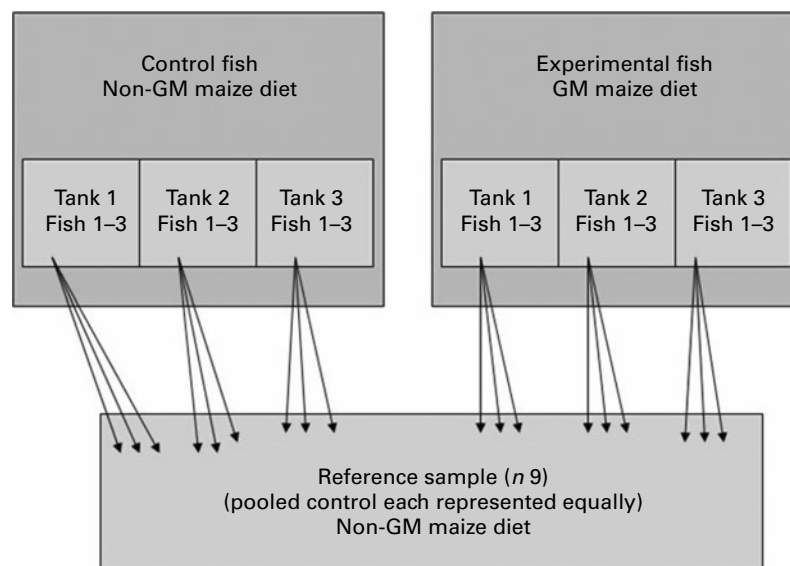 Control fish
Non-GM maize diet
Experimental fish
GM maize diet
Tank 1
Fish 1–3
Tank 2
Fish 1–3
Tank 3
Fish 1–3
Tank 1
Fish 1–3
Tank 2
Fish 1–3
Tank 3
Fish 1–3
Reference sample (n 9)
(pooled control each represented equally)
Non-GM maize diet